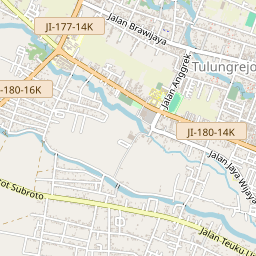 JI-177-14K
Jalan Brawijaya
Tulungrejo
Jalan Anggrek
-180-16K
JI-180-14K
Jalan Jaya Wijaya
ot Subroto
Jalan Teuku U